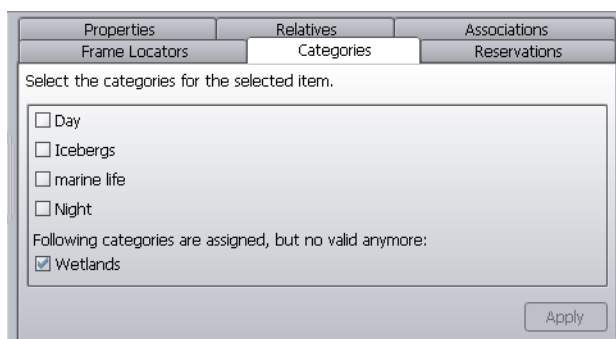 Properties Relatives Associations
Frame Locators Categories Reservations
Select the categories for the selected item.
Day
Icebergs
marine life
Night
Following categories are assigned, but no valid anymore:
Wetlands
Apply